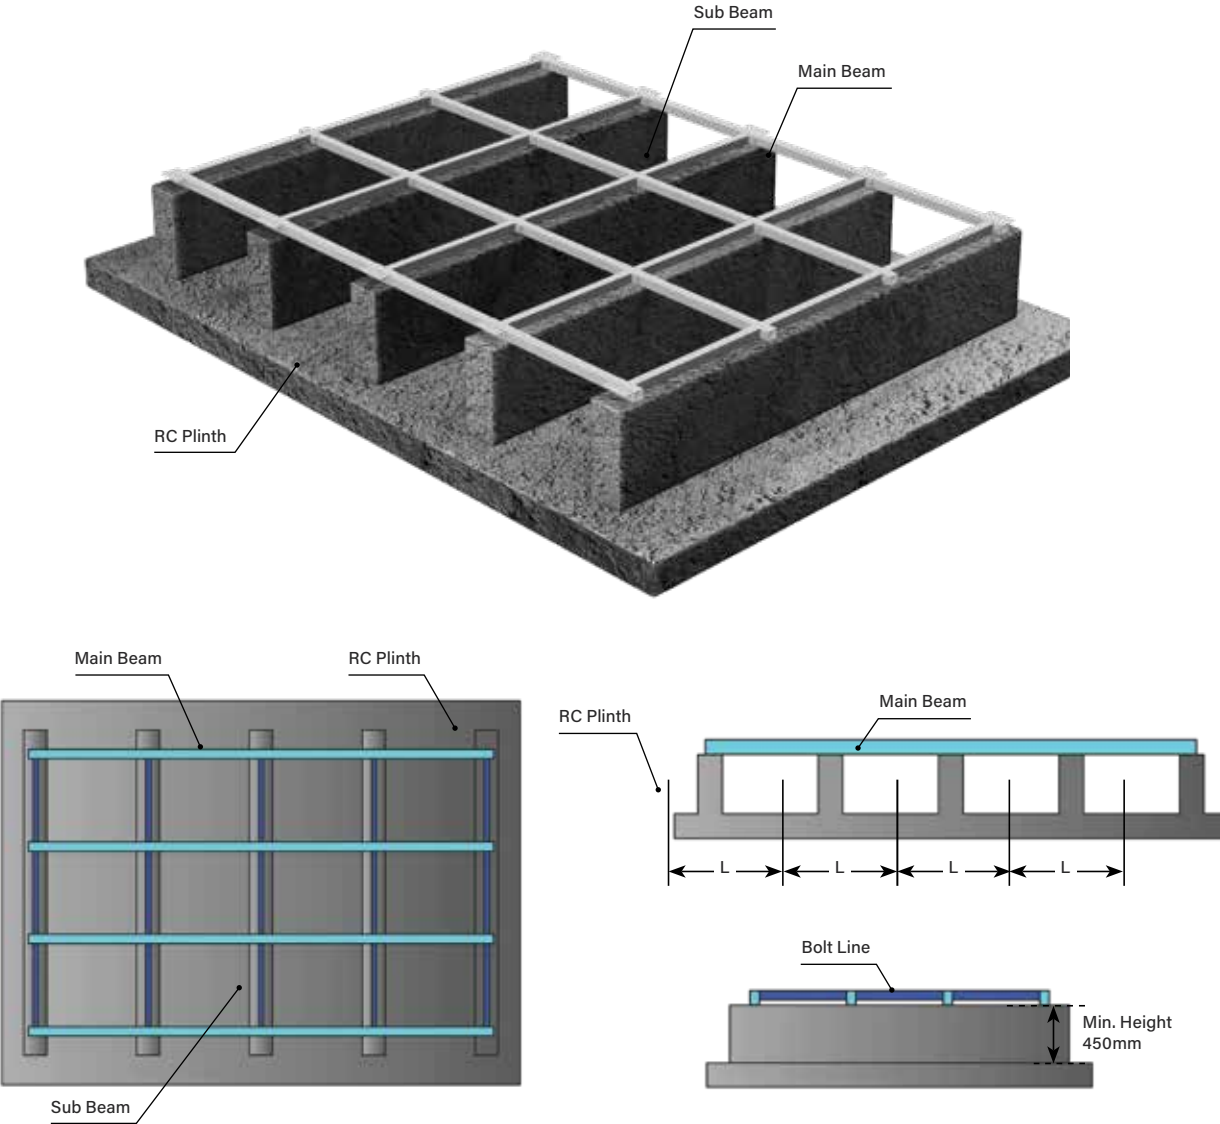 Sub Beam
Main Beam
RC Plinth
Main Beam
RC Plinth
Sub Beam
RC Plinth
Main Beam
L
L
L
L
Bolt Line
Min. Height
450mm